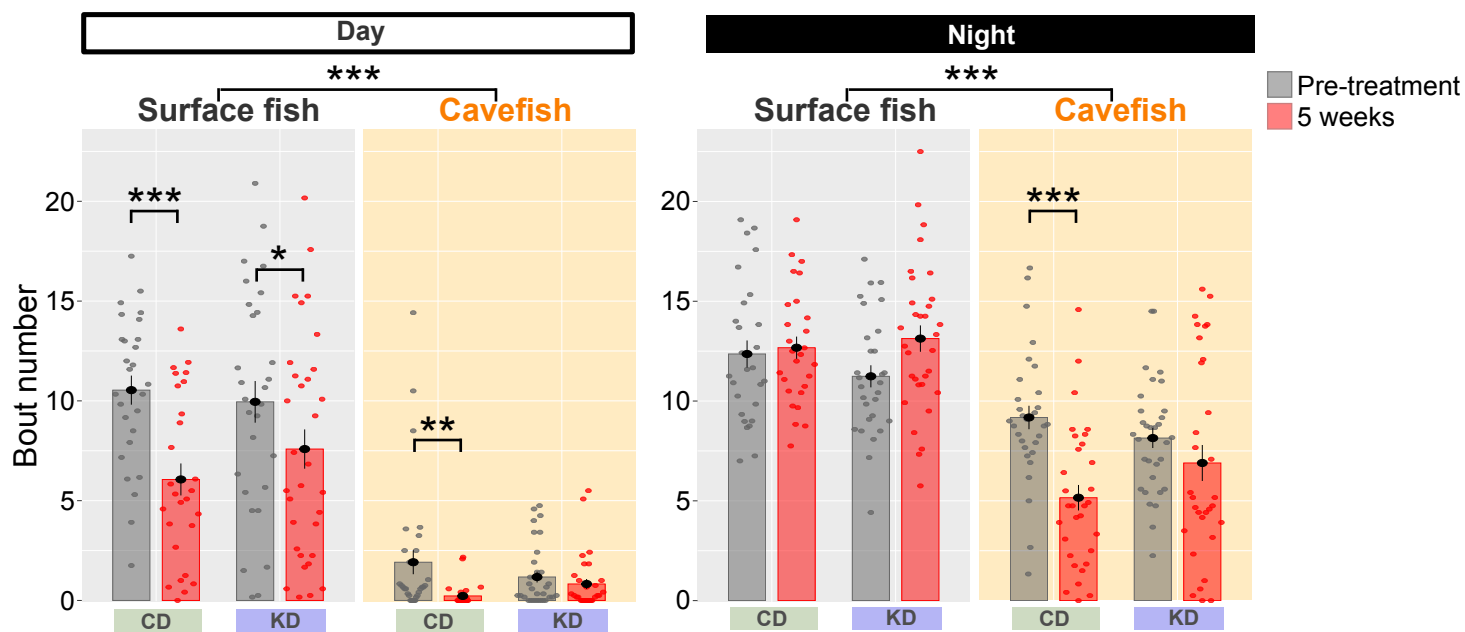 Day
Night
***
***
Surface fish
Cavefish
Surface fish
Cavefish
Pre-treatment
5 weeks
Bout number
20
15
10
5
0
***
*
**
20
15
10
5
0
***
CD
KD
CD
KD
CD
KD
CD
KD